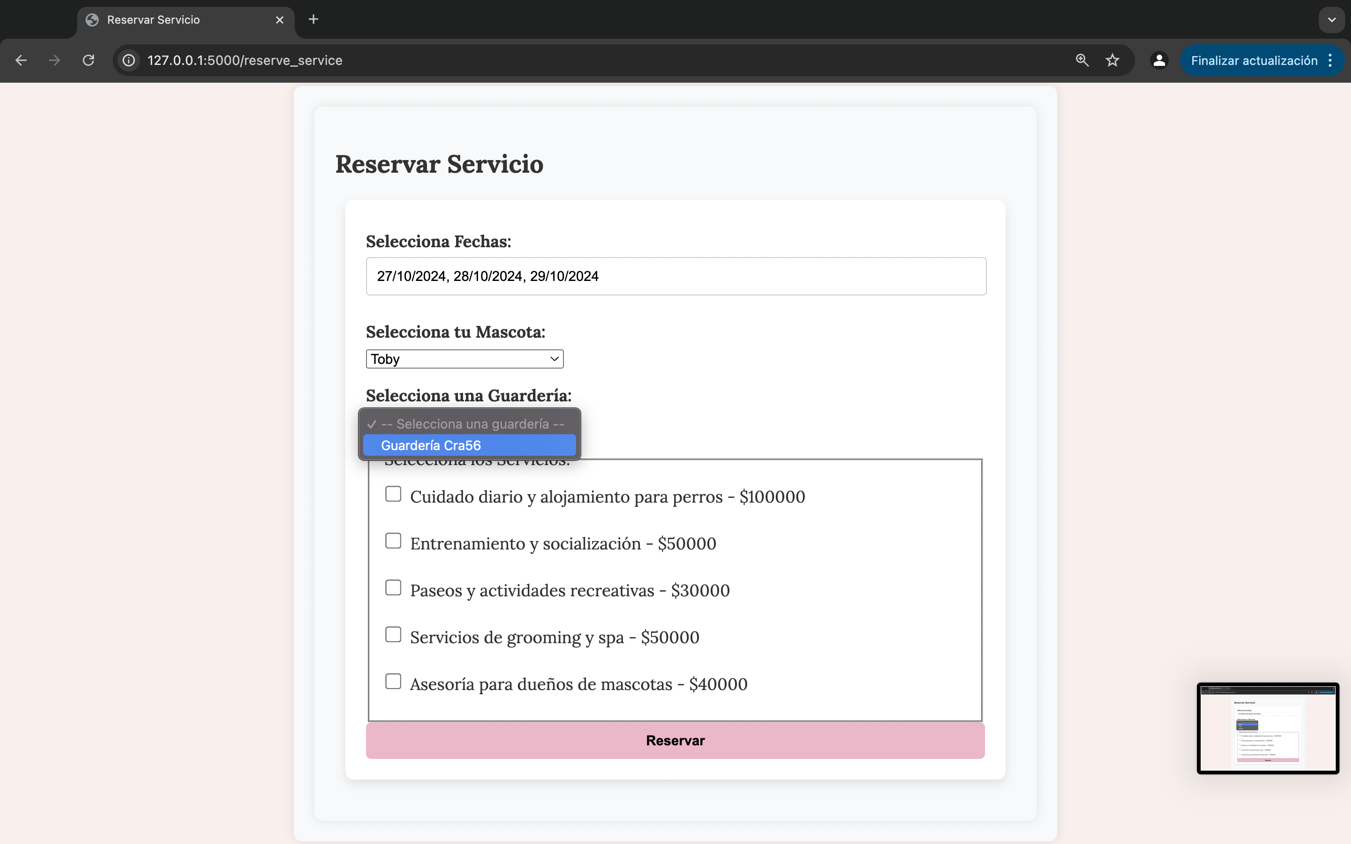 Reservar Servicio
127.0.0.1:5000/reserve_service
Finalizar actualización
Reservar Servicio
Selecciona Fechas:
27/10/2024, 28/10/2024, 29/10/2024
Selecciona tu Mascota:
Toby
Selecciona una Guardería:
-- Selecciona una guardería --
Guardería Cra56
Selecciona los Servicios:
Cuidado diario y alojamiento para perros - $100000
Entrenamiento y socialización - $50000
Paseos y actividades recreativas - $30000
Servicios de grooming y spa - $50000
Asesoría para dueños de mascotas - $40000
Reservar